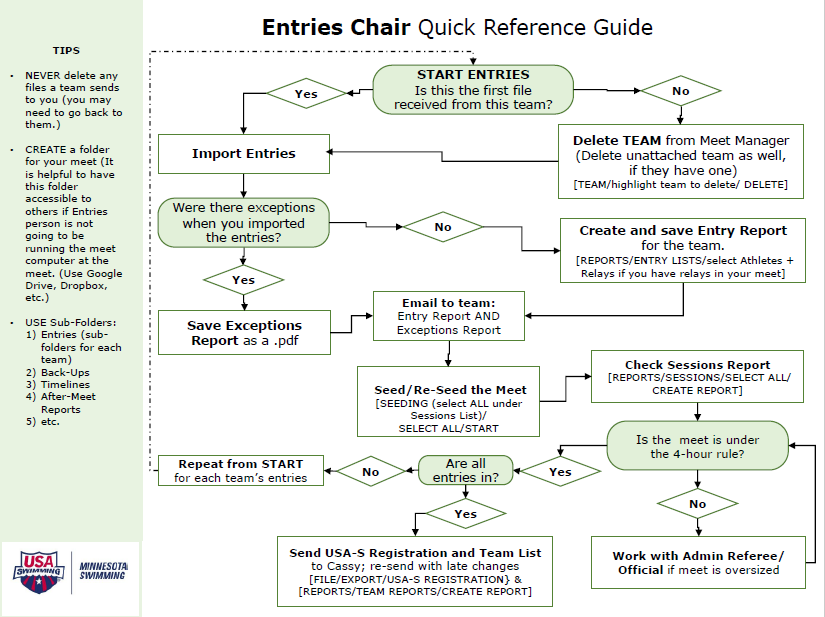 Entries Chair Quick Reference Guide
TIPS
• NEVER delete any
files a team sends
to you (you may
need to go back to
them.)
• CREATE a folder
for your meet (It
is helpful to have
this folder
accessible to
others if Entries
person is not
going to be
running the meet
computer at the
meet. (Use Google
Drive, Dropbox,
etc.)
• USE Sub-Folders:
1) Entries (sub-
folders for each
team)
2) Back-Ups
3) Timelines
4) After-Meet
Reports
5) etc.
USA
SWIMMING
MINNESOTA
SWIMMING
START ENTRIES
Is this the first file
received from this team?
Yes
No
Import Entries
Delete TEAM from Meet Manager
(Delete unattached team as well,
if they have one)
[TEAM/highlight team to delete/ DELETE]
Were there exceptions
when you imported
the entries?
No
Create and save Entry Report
for the team.
[REPORTS/ENTRY LISTS/select Athletes +
Relays if you have relays in your meet]
Yes
Save Exceptions
Report as a .pdf
Email to team:
Entry Report AND
Exceptions Report
Seed/Re-Seed the Meet
[SEEDING (select ALL under
Sessions List)/
SELECT ALL/START
Check Sessions Report
[REPORTS/SESSIONS/SELECT ALL/
CREATE REPORT]
Is the meet is under
the 4-hour rule?
Yes
No
Work with Admin Referee/
Official if meet is oversized
Are all
entries in?
No
Repeat from START
for each team's entries
Yes
Send USA-S Registration and Team List
to Cassy; re-send with late changes
[FILE/EXPORT/USA-S REGISTRATION} &
[REPORTS/TEAM REPORTS/CREATE REPORT]